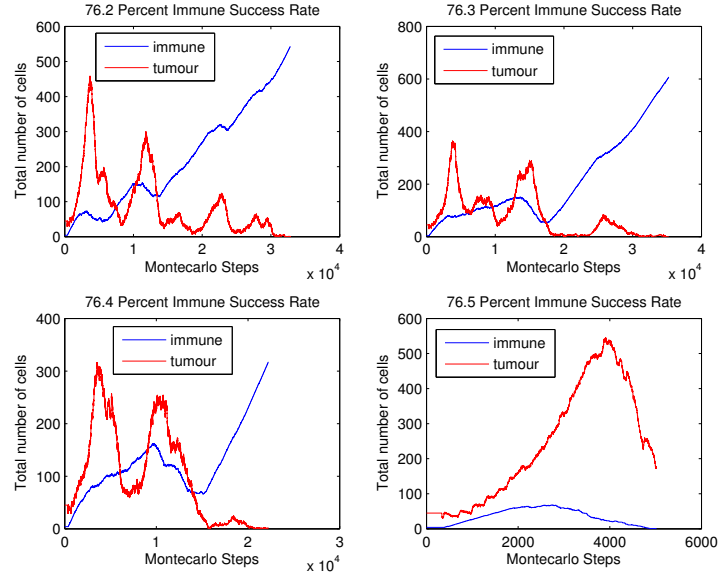 76.2 Percent Immune Success Rate
600
500
400
300
200
100
0
Total number of cells
immune
tumour
0
1
2
3
4
Montecarlo Steps
x 10^4
76.3 Percent Immune Success Rate
800
600
400
200
0
Total number of cells
immune
tumour
0
1
2
3
4
Montecarlo Steps
x 10^4
76.4 Percent Immune Success Rate
400
300
200
100
0
Total number of cells
immune
tumour
0
1
2
3
Montecarlo Steps
x 10^4
76.5 Percent Immune Success Rate
600
500
400
300
200
100
0
Total number of cells
immune
tumour
0
2000
4000
6000
Montecarlo Steps